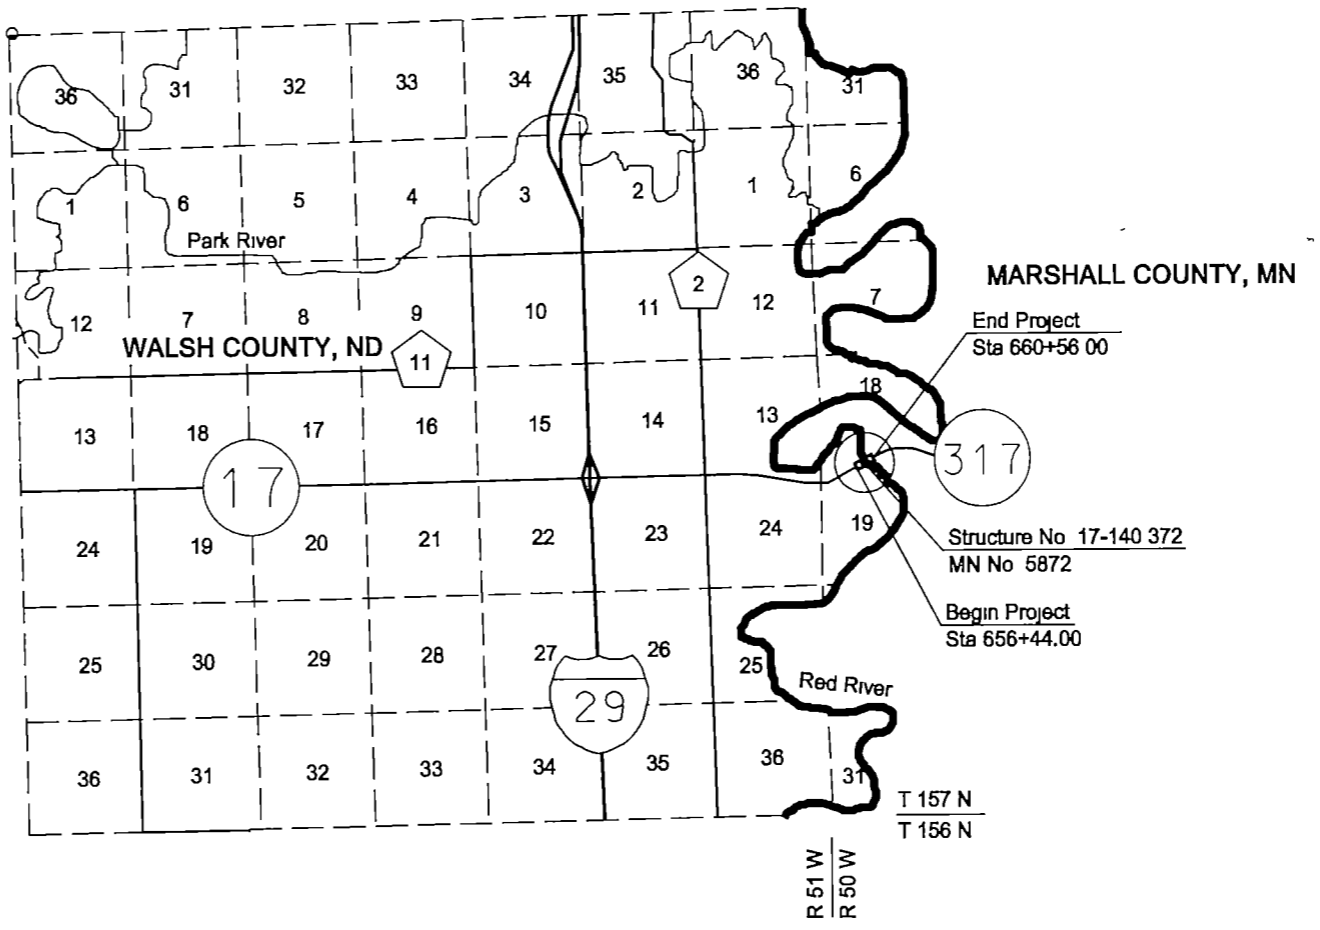 36 31 32 33 34 35 36 31
1 6 5 4 3 2 1 6
Park River
MARSHALL COUNTY, MN
12 7 8 9 10 11 2 12 7
End Project
Sta 660+56 00
WALSH COUNTY, ND
11
13 18 17 16 15 14 13 18
17
317
24 19 20 21 22 23 24 19
Structure No 17-140 372
MN No 5872
Begin Project
Sta 656+44.00
25 30 29 28 27 26 25
Red River
29
36 31 32 33 34 35 36 31
T 157 N
T 156 N
R 51 W
R 50 W